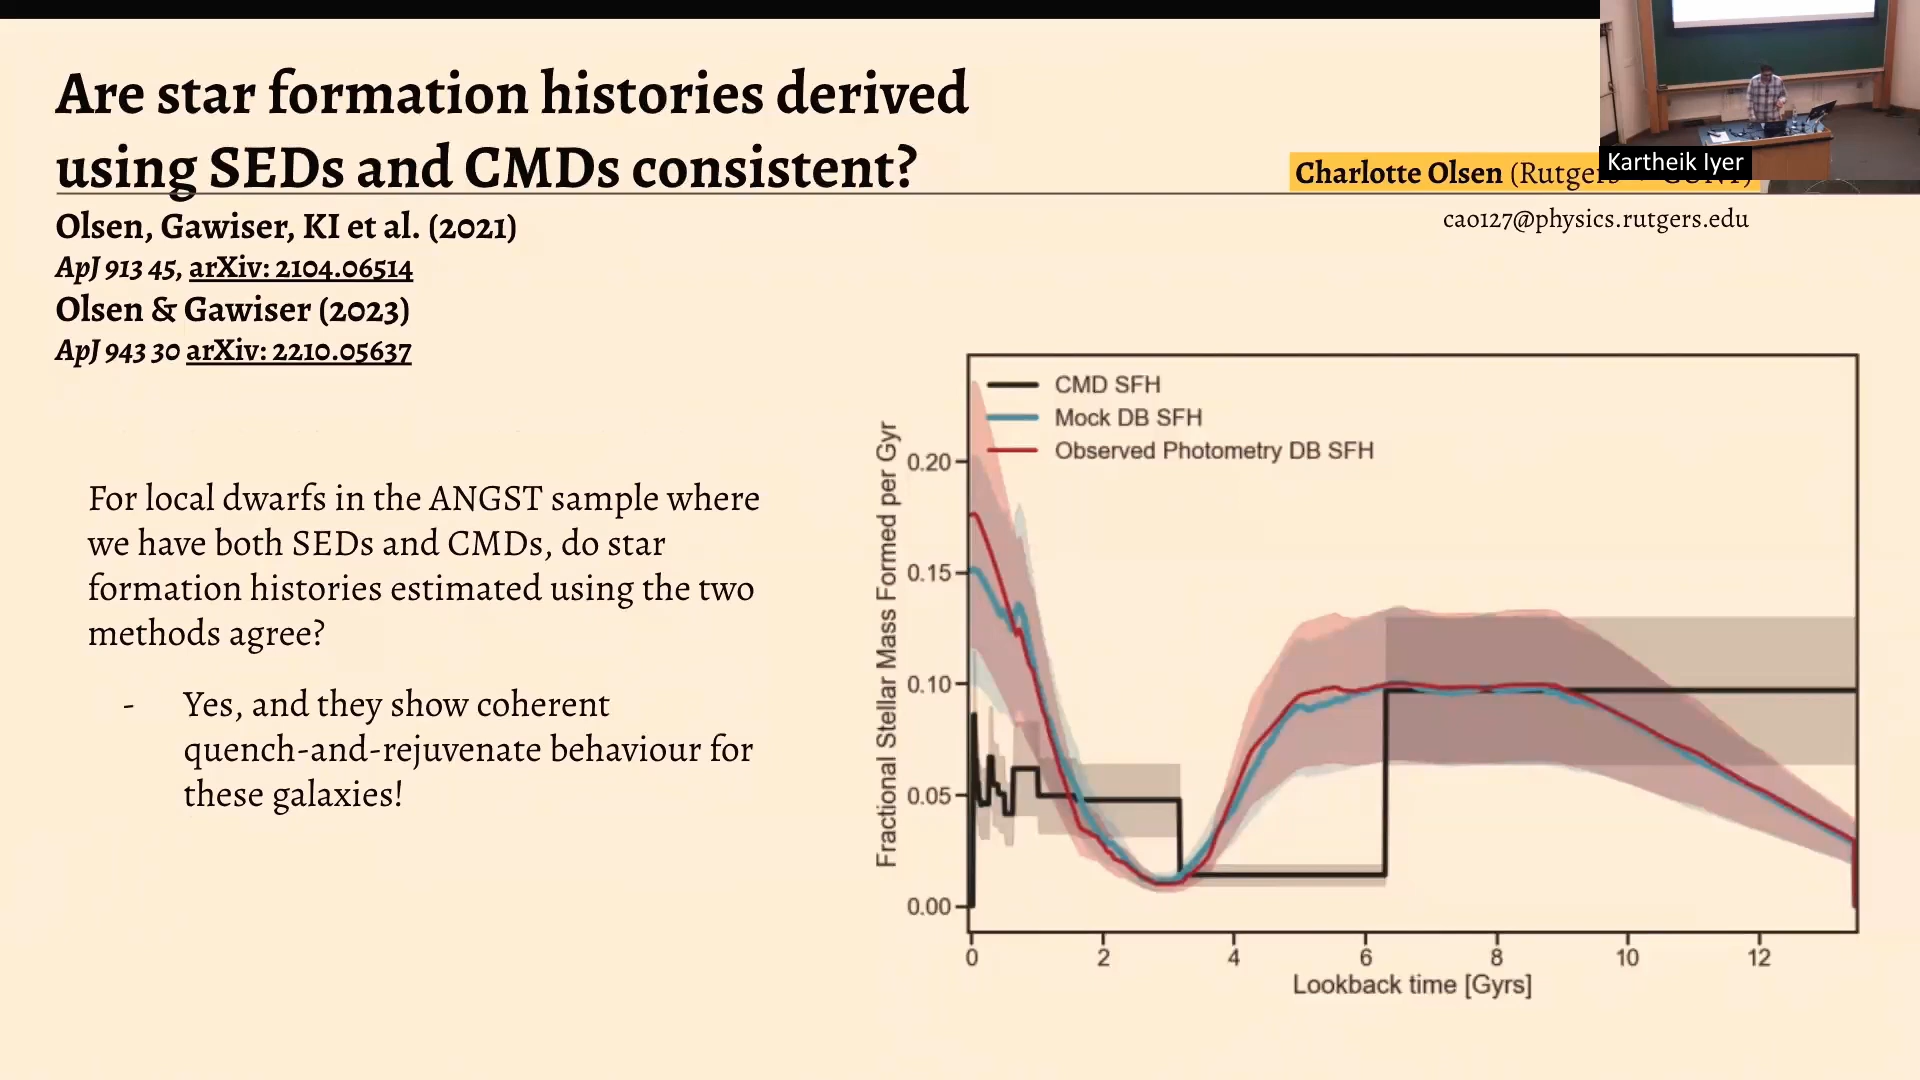 Are star formation histories derived
using SEDs and CMDs consistent?
Kartheik Iyer
Charlotte Olsen (Rutgers
cao127@physics.rutgers.edu
Olsen, Gawiser, KI et al. (2021)
ApJ 913 45, arXiv: 2104.06514
Olsen & Gawiser (2023)
ApJ 943 30 arXiv: 2210.05637
For local dwarfs in the ANGST sample where
we have both SEDs and CMDs, do star
formation histories estimated using the two
methods agree?
- Yes, and they show coherent
quench-and-rejuvenate behaviour for
these galaxies!
CMD SFH
Mock DB SFH
Observed Photometry DB SFH
Fractional Stellar Mass Formed per Gyr
0.20
0.15
0.10
0.05
0.00
0 2 4 6 8 10 12
Lookback time [Gyrs]